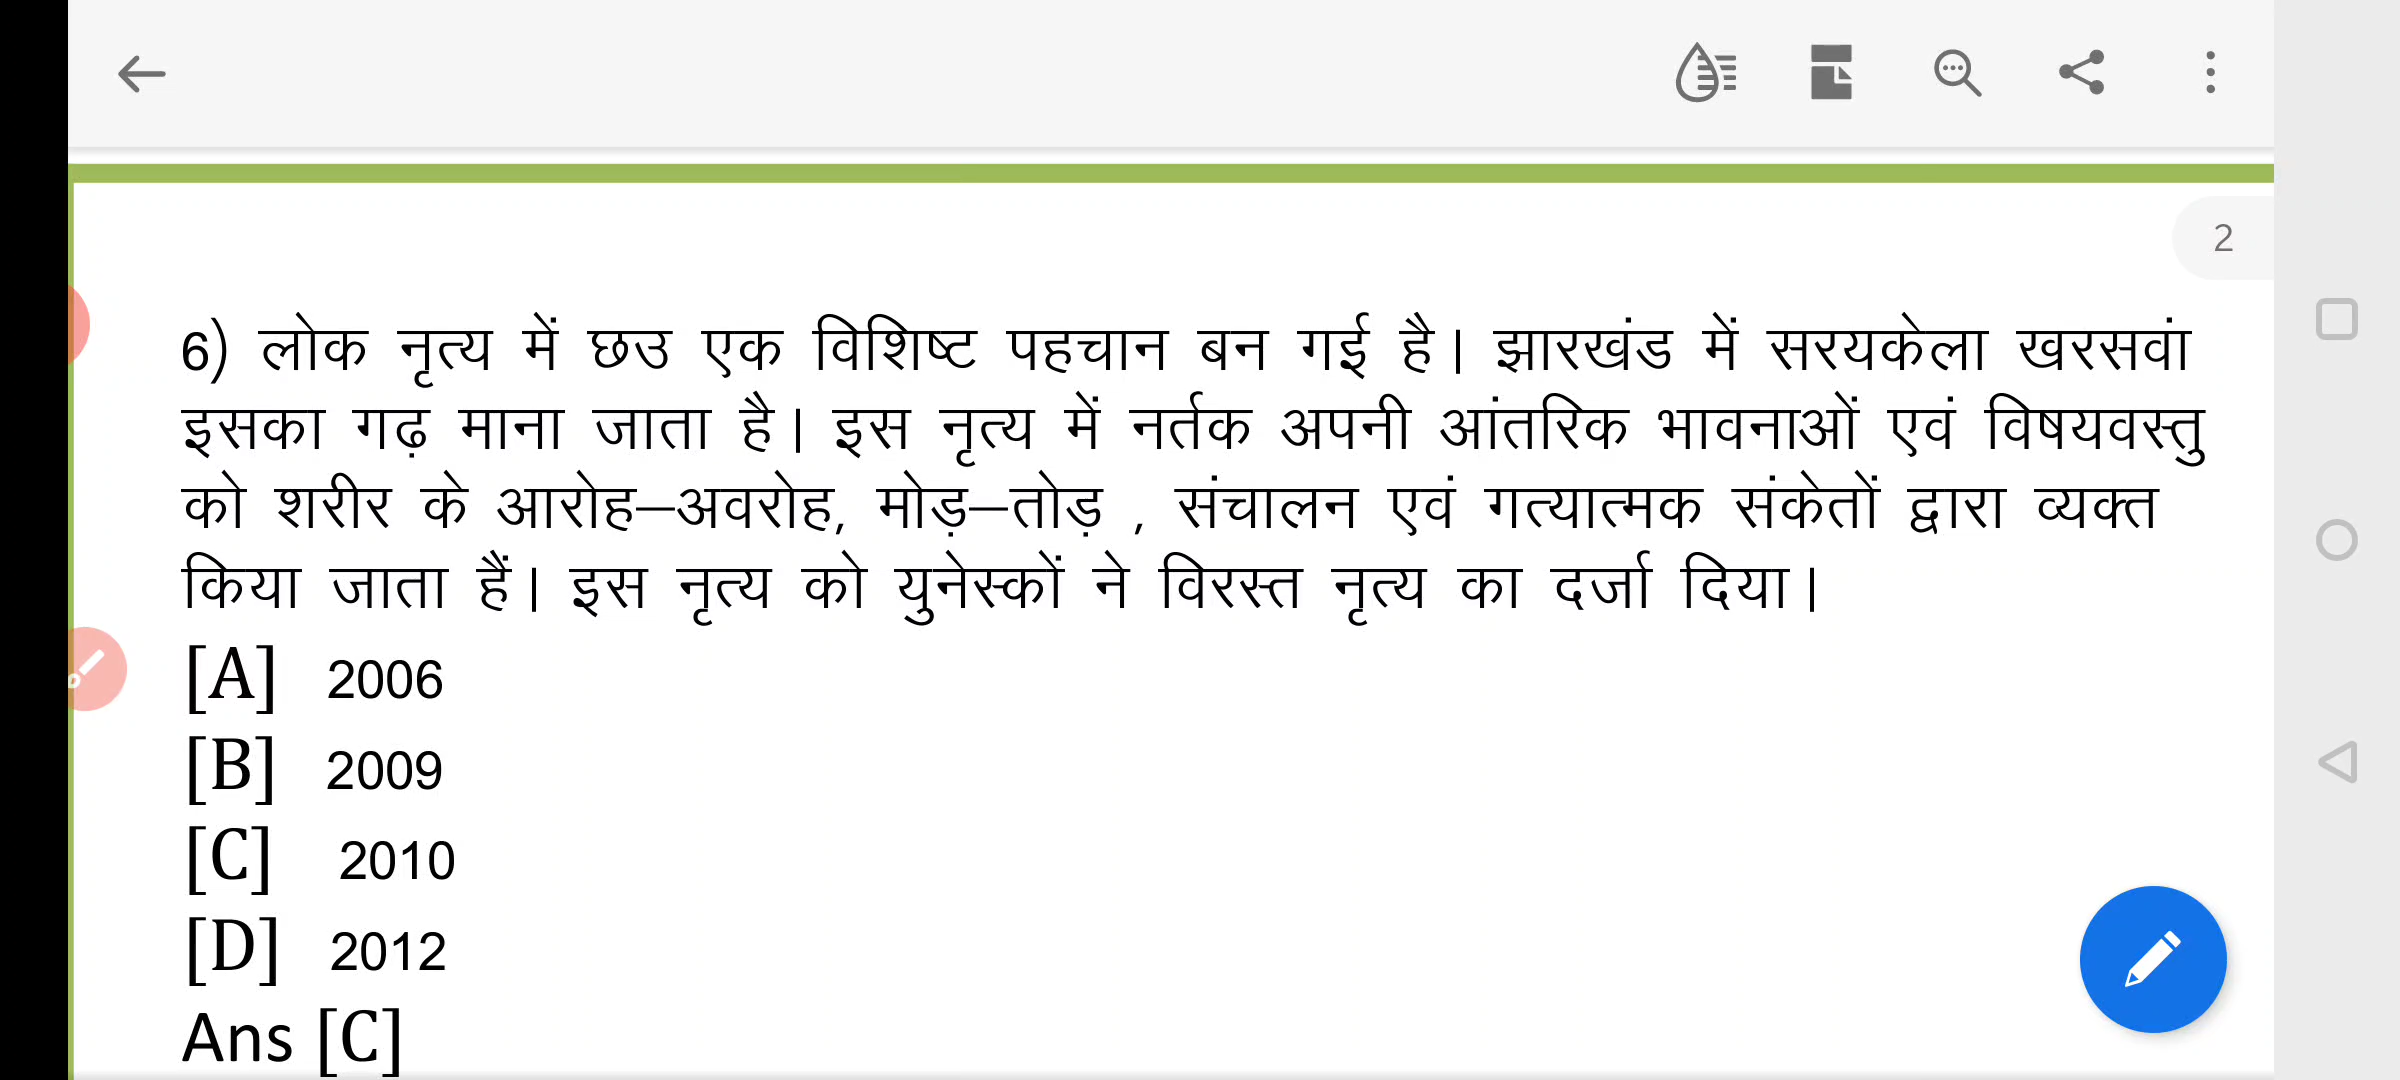 2
6) लोक नृत्य में छउ एक विशिष्ट पहचान बन गई है। झारखंड में सरयकेला खरसवां
इसका गढ़ माना जाता है। इस नृत्य में नर्तक अपनी आंतरिक भावनाओं एवं विषयवस्तु
को शरीर के आरोह–अवरोह, मोड़–तोड़ , संचालन एवं गत्यात्मक संकेतों द्वारा व्यक्त
किया जाता हैं। इस नृत्य को युनेस्कों ने विरस्त नृत्य का दर्जा दिया।
[A] 2006
[B] 2009
[C] 2010
[D] 2012
Ans [C]